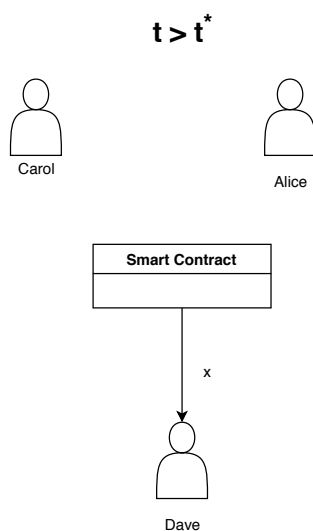 t > t*
Carol
Alice
Smart Contract
x
Dave